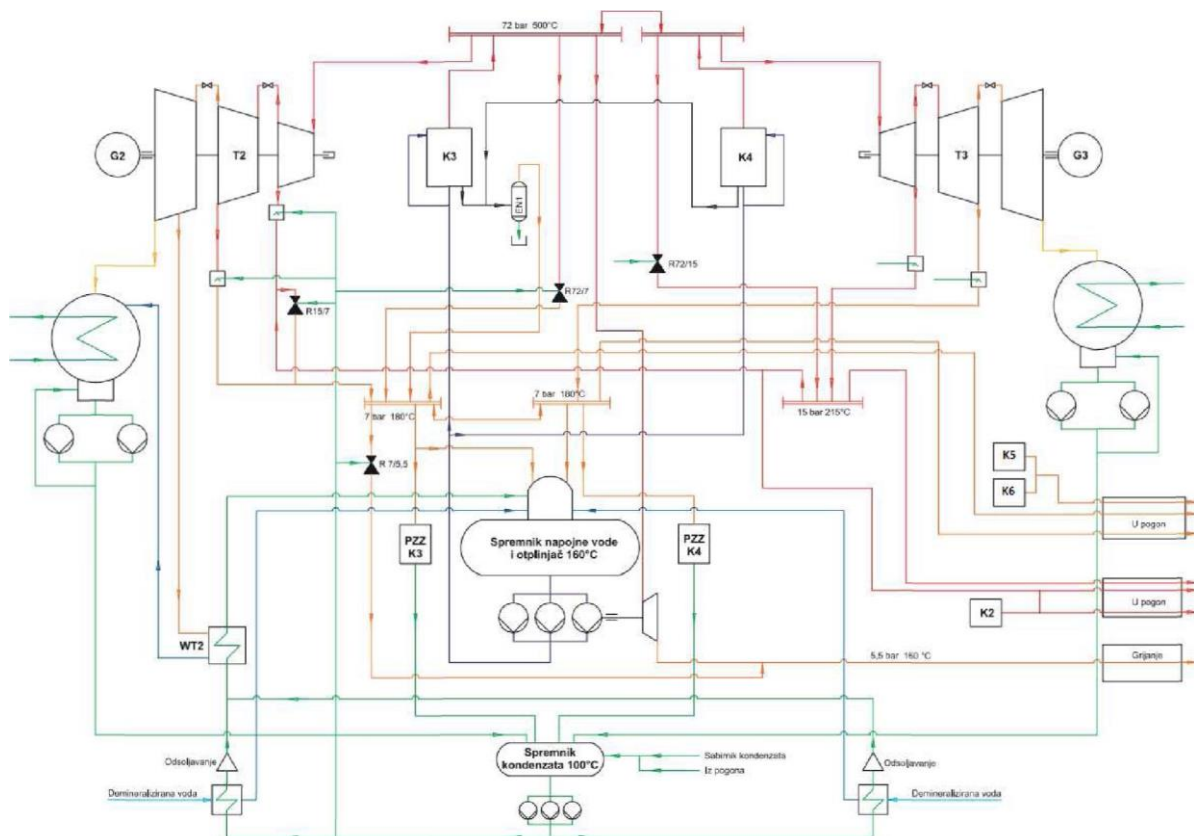 72 bar 500°C
G2
T2
K3
K4
T3
G3
EN1
R72/15
R72/7
R15/7
7 bar 180°C
7 bar 180°C
15 bar 215°C
R 7/5,5
K5
K6
U pogon
PZZ
K3
Spremnik napojne vode
i otplinjač 160°C
PZZ
K4
K2
U pogon
WT2
5,5 bar 160 °C
Grijanje
Spremnik
kondenzata 100°C
Sabirnik kondenzata
Iz pogona
Odsoljavanje
Odsoljavanje
Demineralizirana voda
Demineralizirana voda